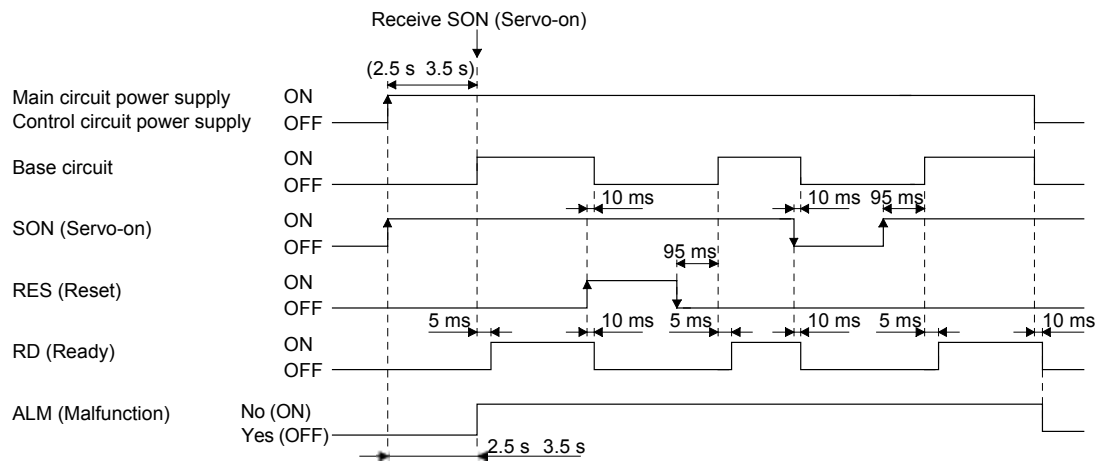 Receive SON (Servo-on)
(2.5 s 3.5 s)
Main circuit power supply ON
Control circuit power supply OFF
Base circuit ON
OFF
10 ms 10 ms 95 ms
SON (Servo-on) ON
OFF
95 ms
RES (Reset) ON
OFF
5 ms 10 ms 5 ms 10 ms 5 ms 10 ms
RD (Ready) ON
OFF
ALM (Malfunction) No (ON)
Yes (OFF)
2.5 s 3.5 s